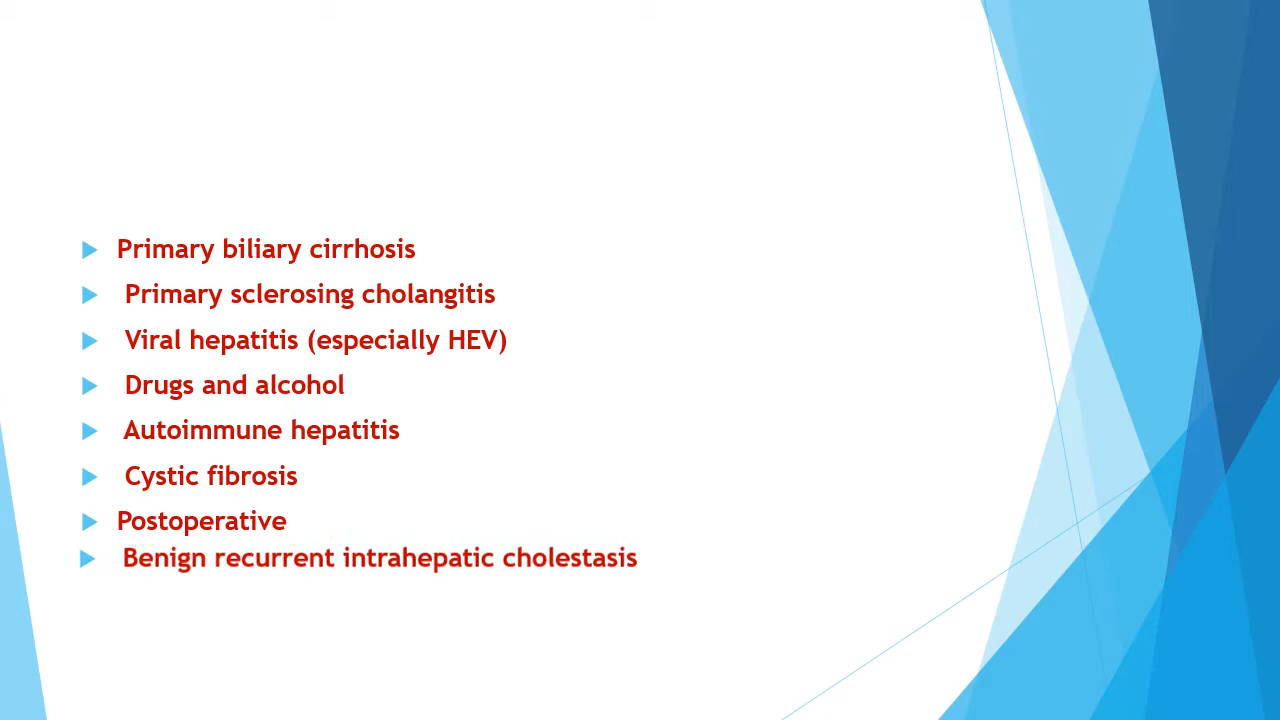 Primary biliary cirrhosis
Primary sclerosing cholangitis
Viral hepatitis (especially HEV)
Drugs and alcohol
Autoimmune hepatitis
Cystic fibrosis
Postoperative
Benign recurrent intrahepatic cholestasis